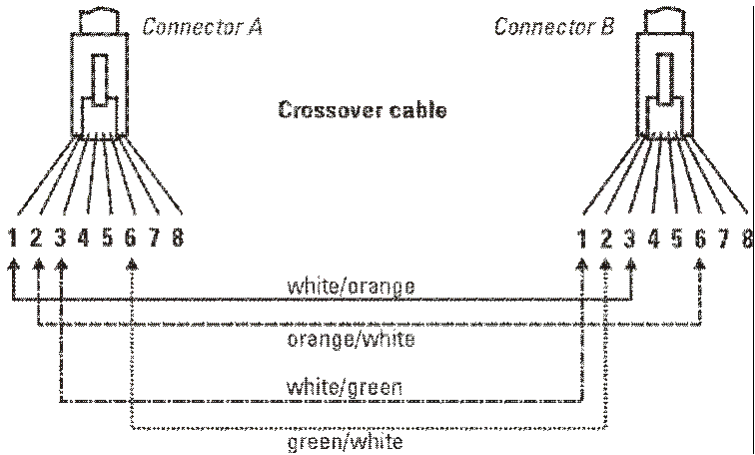 Connector A Connector B
Crossover cable
1 2 3 4 5 6 7 8 1 2 3 4 5 6 7 8
white/orange
orange/white
white/green
green/white